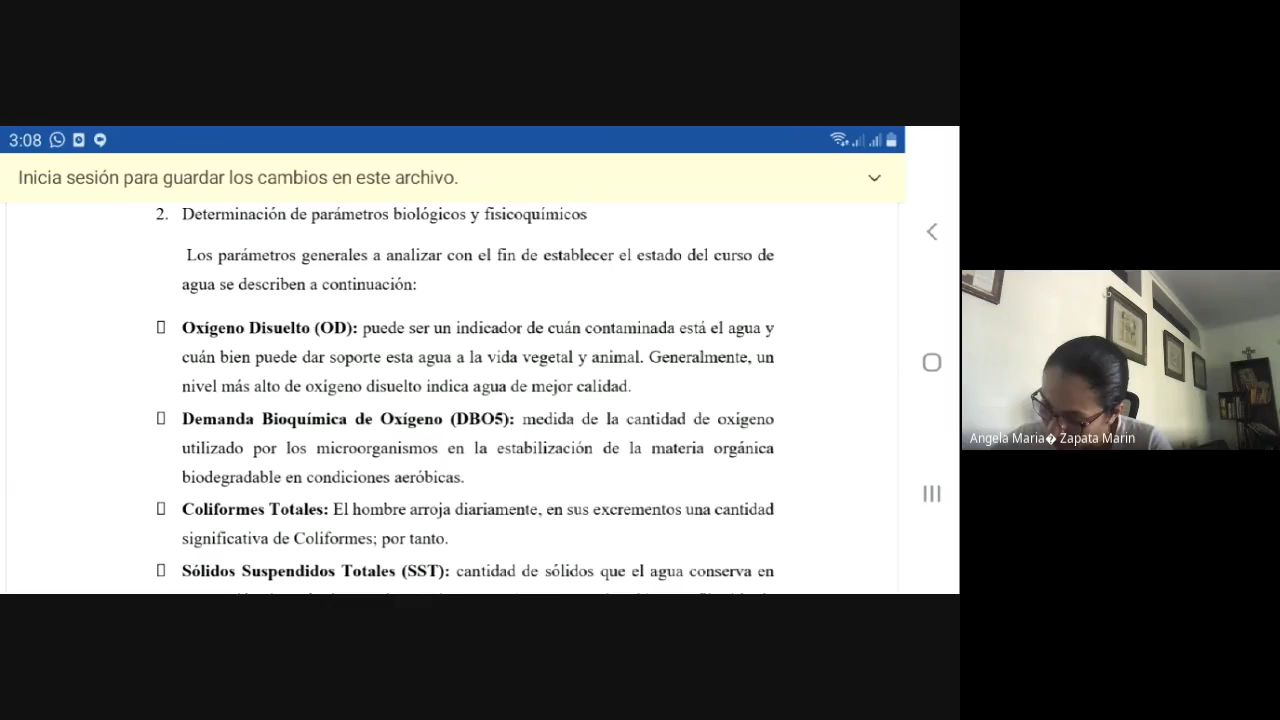 3:08
Inicia sesión para guardar los cambios en este archivo.
2. Determinación de parámetros biológicos y fisicoquímicos
Los parámetros generales a analizar con el fin de establecer el estado del curso de
agua se describen a continuación:
Oxígeno Disuelto (OD): puede ser un indicador de cuán contaminada está el agua y
cuán bien puede dar soporte esta agua a la vida vegetal y animal. Generalmente, un
nivel más alto de oxígeno disuelto indica agua de mejor calidad.
Demanda Bioquímica de Oxígeno (DBO5): medida de la cantidad de oxígeno
utilizado por los microorganismos en la estabilización de la materia orgánica
biodegradable en condiciones aeróbicas.
Coliformes Totales: El hombre arroja diariamente, en sus excrementos una cantidad
significativa de Coliformes; por tanto.
Sólidos Suspendidos Totales (SST): cantidad de sólidos que el agua conserva en
Angela Maria� Zapata Marin